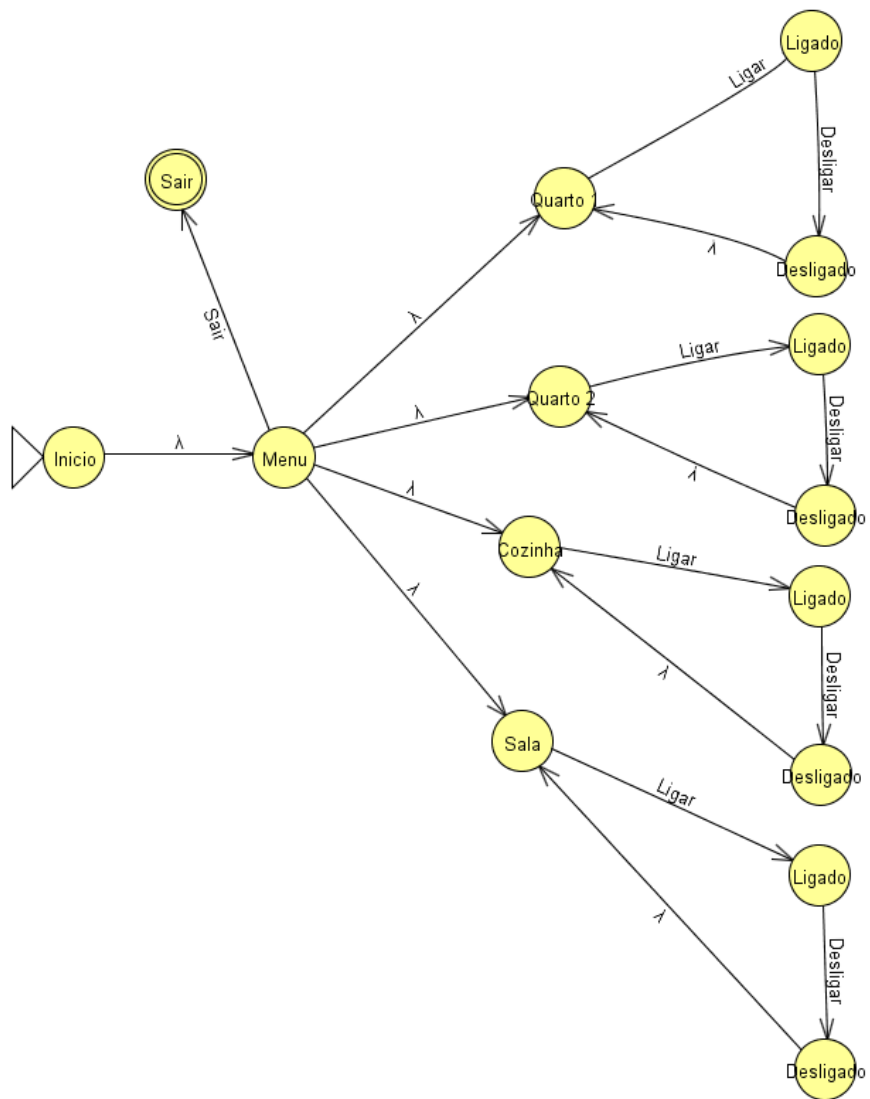 Ligado
Ligar
Desligar
Sair
Quarto 1
λ
Desligado
λ
Sair
Ligado
Ligar
λ
Quarto 2
Desligar
λ
Inicio
λ
Menu
λ
Desligado
Cozinha
Ligar
Ligado
λ
Desligar
λ
Sala
Desligado
Ligar
Ligado
λ
Desligar
Desligado